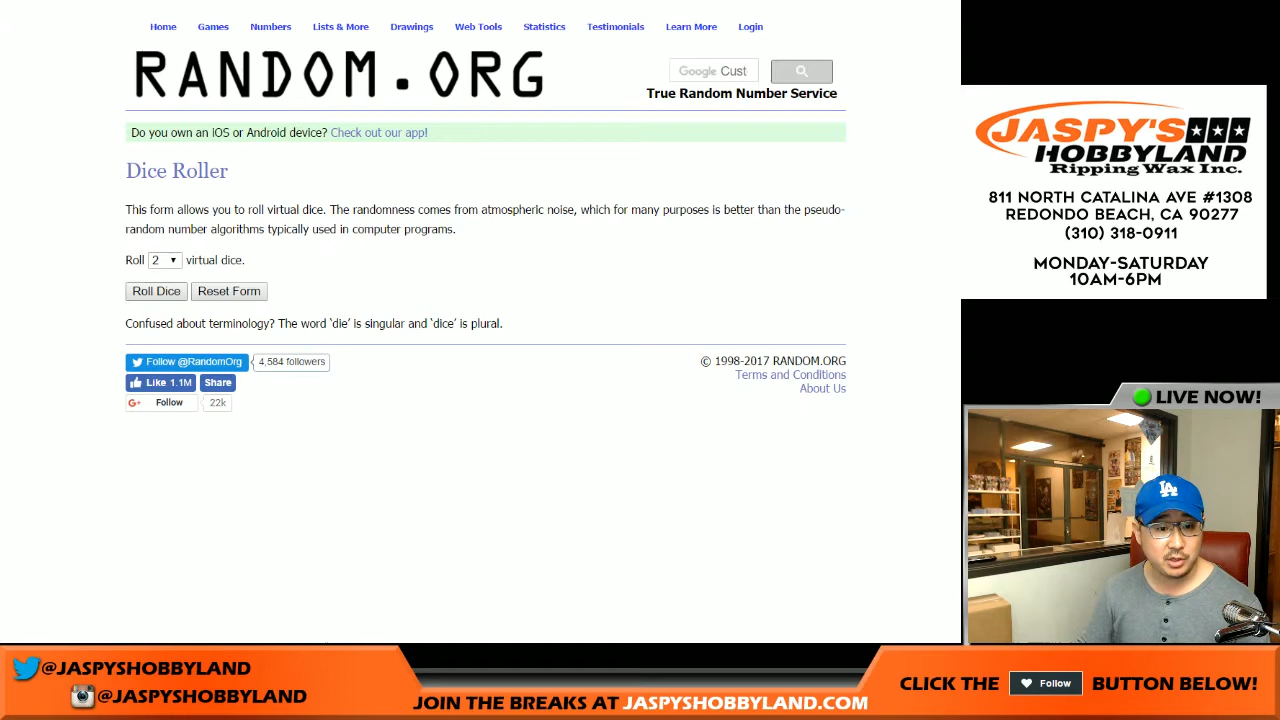 Home Games Numbers Lists & More Drawings Web Tools Statistics Testimonials Learn More Login
RANDOM.ORG
Google Cust
True Random Number Service
Do you own an iOS or Android device? Check out our app!
Dice Roller
This form allows you to roll virtual dice. The randomness comes from atmospheric noise, which for many purposes is better than the pseudo-
random number algorithms typically used in computer programs.
Roll 2 virtual dice.
Roll Dice Reset Form
Confused about terminology? The word ‘die’ is singular and ‘dice’ is plural.
Follow @RandomOrg 4,584 followers
Like 1.1M Share
G+ Follow 22k
© 1998-2017 RANDOM.ORG
Terms and Conditions
About Us
JASPY'S
HOBBYLAND
Ripping Wax Inc.
811 NORTH CATALINA AVE #1308
REDONDO BEACH, CA 90277
(310) 318-0911
MONDAY-SATURDAY
10AM-6PM
LIVE NOW!
LA
@JASPYSHOBBYLAND
@JASPYSHOBBYLAND
JOIN THE BREAKS AT JASPYSHOBBYLAND.COM
CLICK THE Follow BUTTON BELOW!